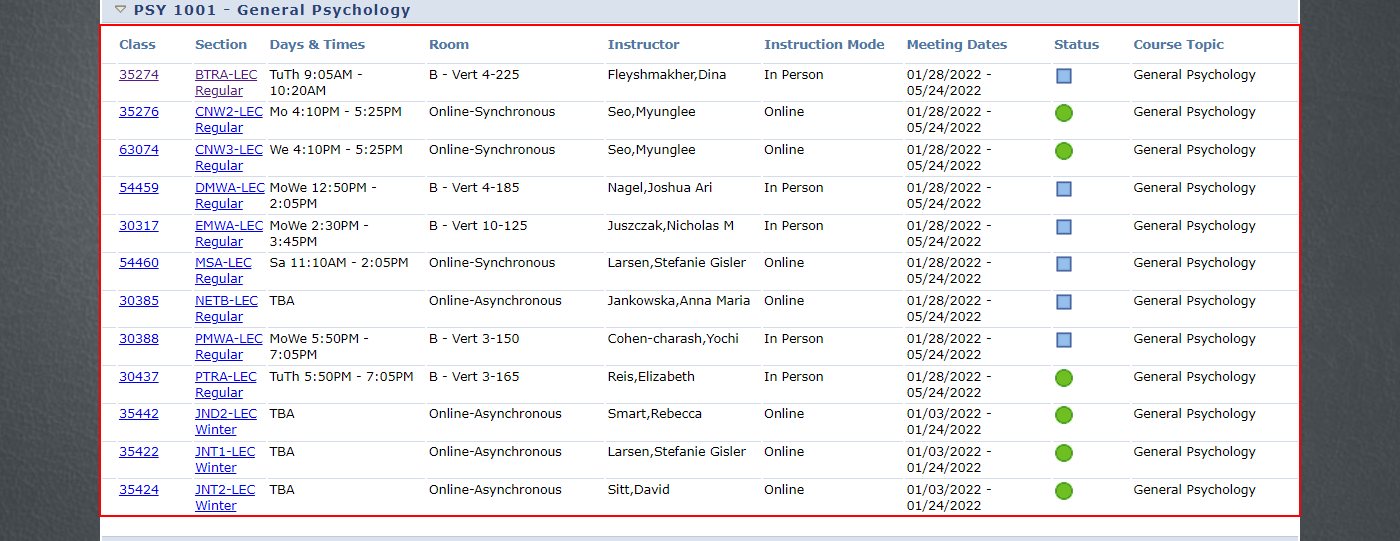 PSY 1001 - General Psychology
Class Section Days & Times Room Instructor Instruction Mode Meeting Dates Status Course Topic
35274 BTRA-LEC TuTh 9:05AM - B - Vert 4-225 Fleyshmakher,Dina In Person 01/28/2022 - General Psychology
Regular 10:20AM 05/24/2022
35276 CNW2-LEC Mo 4:10PM - 5:25PM Online-Synchronous Seo,Myunglee Online 01/28/2022 - General Psychology
Regular 05/24/2022
63074 CNW3-LEC We 4:10PM - 5:25PM Online-Synchronous Seo,Myunglee Online 01/28/2022 - General Psychology
Regular 05/24/2022
54459 DMWA-LEC MoWe 12:50PM - B - Vert 4-185 Nagel,Joshua Ari In Person 01/28/2022 - General Psychology
Regular 2:05PM 05/24/2022
30317 EMWA-LEC MoWe 2:30PM - B - Vert 10-125 Juszczak,Nicholas M In Person 01/28/2022 - General Psychology
Regular 3:45PM 05/24/2022
54460 MSA-LEC Sa 11:10AM - 2:05PM Online-Synchronous Larsen,Stefanie Gisler Online 01/28/2022 - General Psychology
Regular 05/24/2022
30385 NETB-LEC TBA Online-Asynchronous Jankowska,Anna Maria Online 01/28/2022 - General Psychology
Regular 05/24/2022
30388 PMWA-LEC MoWe 5:50PM - B - Vert 3-150 Cohen-charash,Yochi In Person 01/28/2022 - General Psychology
Regular 7:05PM 05/24/2022
30437 PTRA-LEC TuTh 5:50PM - 7:05PM B - Vert 3-165 Reis,Elizabeth In Person 01/28/2022 - General Psychology
Regular 05/24/2022
35442 JND2-LEC TBA Online-Asynchronous Smart,Rebecca Online 01/03/2022 - General Psychology
Winter 01/24/2022
35422 JNT1-LEC TBA Online-Asynchronous Larsen,Stefanie Gisler Online 01/03/2022 - General Psychology
Winter 01/24/2022
35424 JNT2-LEC TBA Online-Asynchronous Sitt,David Online 01/03/2022 - General Psychology
Winter 01/24/2022